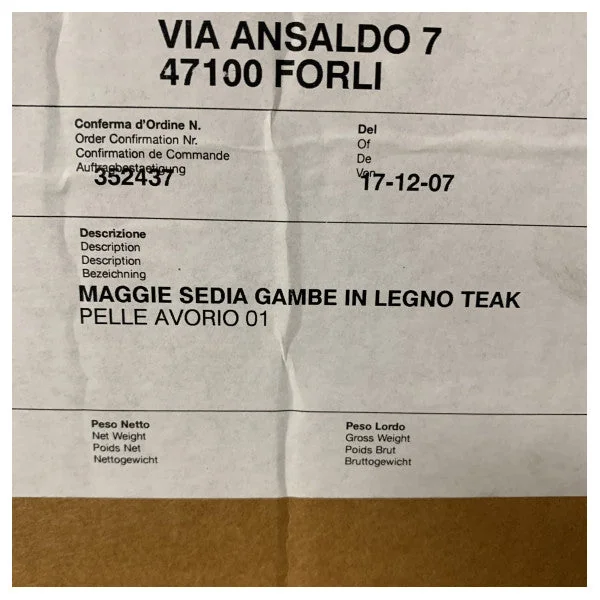 VIA ANSALDO 7
47100 FORLI
Conferma d'Ordine N.
Order Confirmation Nr.
Confirmation de Commande
Auftragbestaetigung
352437
Del
Of
De
Von
17-12-07
Descrizione
Description
Description
Bezeichning
MAGGIE SEDIA GAMBE IN LEGNO TEAK
PELLE AVORIO 01
Peso Netto
Net Weight
Poids Net
Nettogewicht
Peso Lordo
Gross Weight
Poids Brut
Bruttogewicht